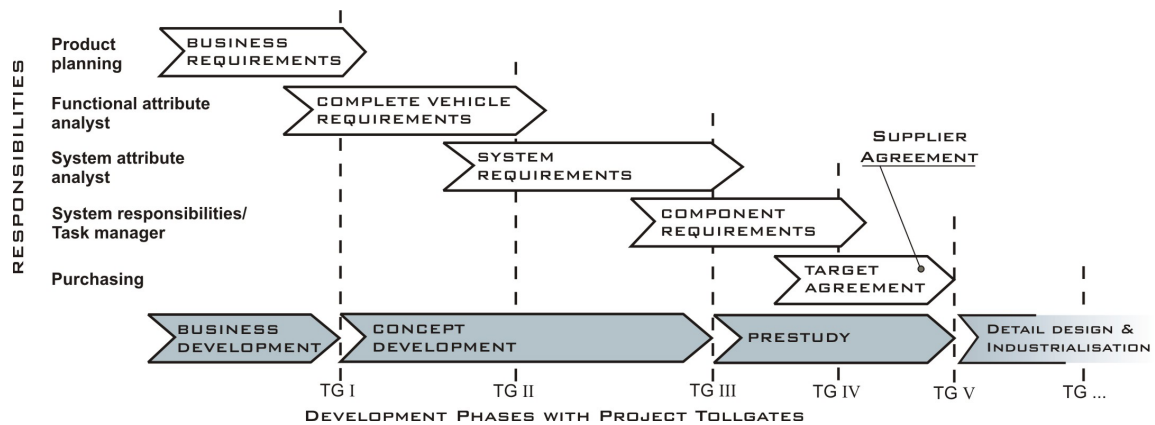 RESPONSIBILITIES
Product
planning
BUSINESS
REQUIREMENTS
Functional attribute
analyst
COMPLETE VEHICLE
REQUIREMENTS
System attribute
analyst
SYSTEM
REQUIREMENTS
SUPPLIER
AGREEMENT
System responsibilities/
Task manager
COMPONENT
REQUIREMENTS
Purchasing
TARGET
AGREEMENT
BUSINESS
DEVELOPMENT
CONCEPT
DEVELOPMENT
PRESTUDY
DETAIL DESIGN &
INDUSTRIALISATION
TG I
TG II
TG III
TG IV
TG V
TG ...
DEVELOPMENT PHASES WITH PROJECT TOLLGATES